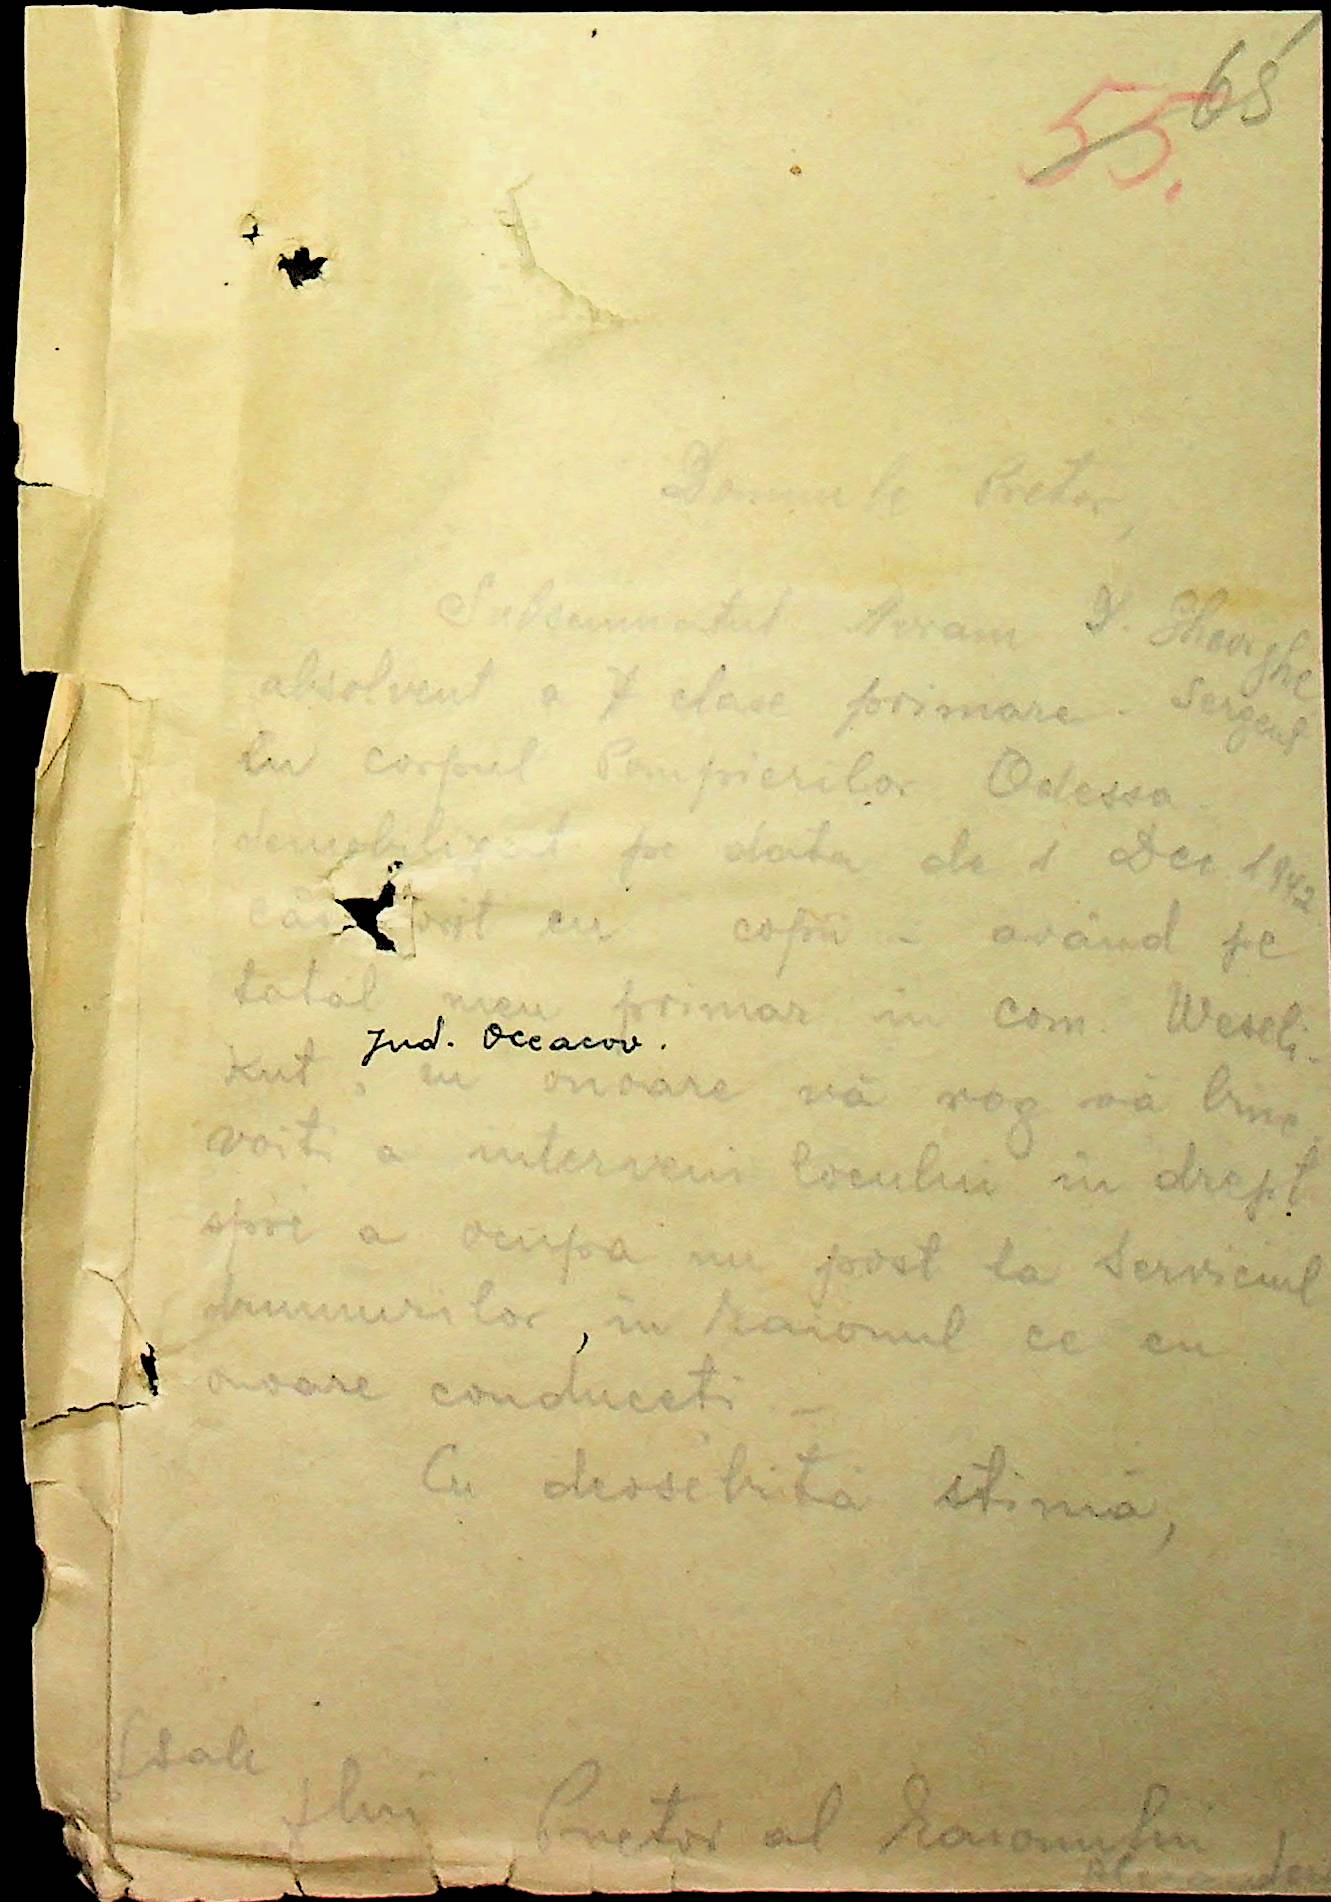 68
55.
Domnule Pretor,
Subsemnatul Avram D. Gheorghe
absolvent a 7 clase primare - Sergent
în corpul Pompierilor Odessa -
demobilizat pe data de 1 Dec. 1942
căsătorit cu copii - având pe
tatăl meu primar în com. Weseli-
Jud. Oceacov.
Kut, cu onoare vă rog să bine
voiți a interveni locului în drept
spre a ocupa un post la Serviciul
drumurilor, în Raionul ce cu
onoare conduceți -
Cu deosebită stimă,
D-sale
D-lui Pretor al Raionului